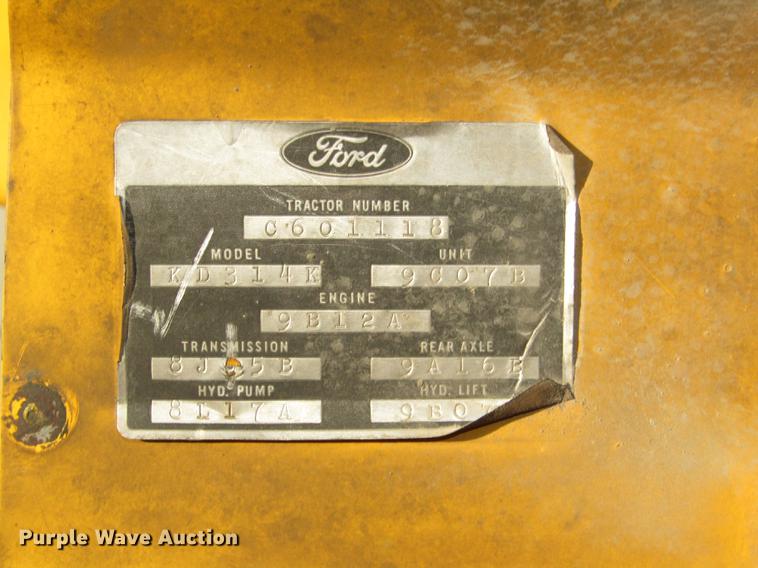 Ford
TRACTOR NUMBER
C601118
MODEL UNIT
KD314K 9C07B
ENGINE
9B12A
TRANSMISSION REAR AXLE
9A16B
HYD. PUMP HYD. LIFT
8L17A
Purple Wave Auction